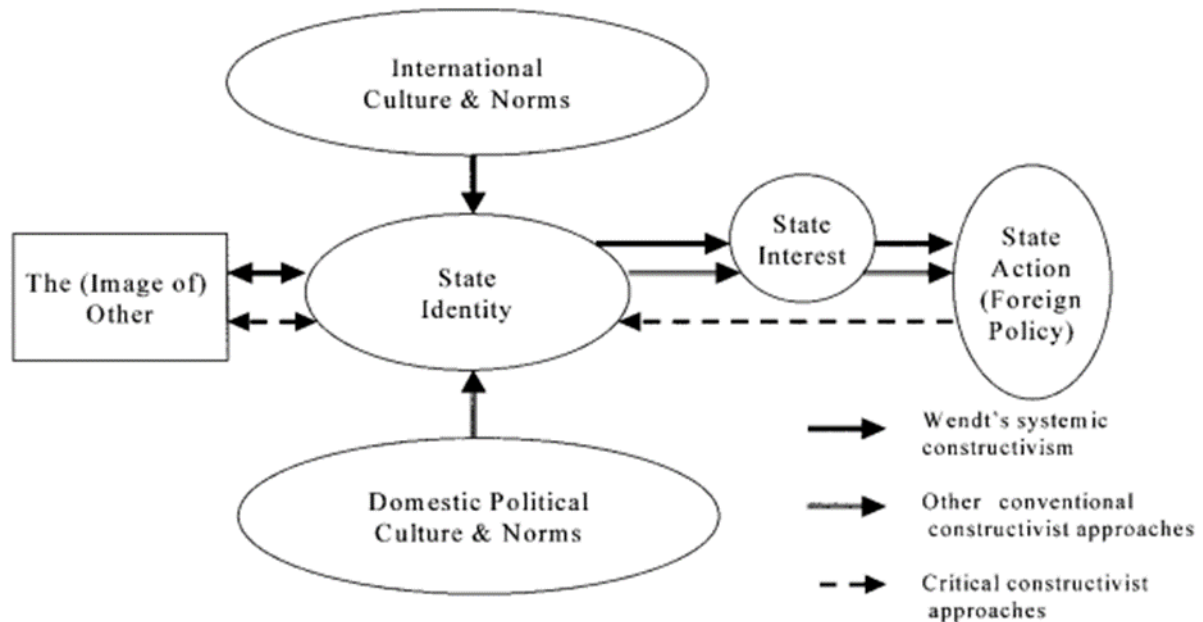 International
Culture & Norms
The (Image of)
Other
State
Identity
State
Interest
State
Action
(Foreign
Policy)
Domestic Political
Culture & Norms
Wendt's systemic
constructivism
Other conventional
constructivist approaches
Critical constructivist
approaches